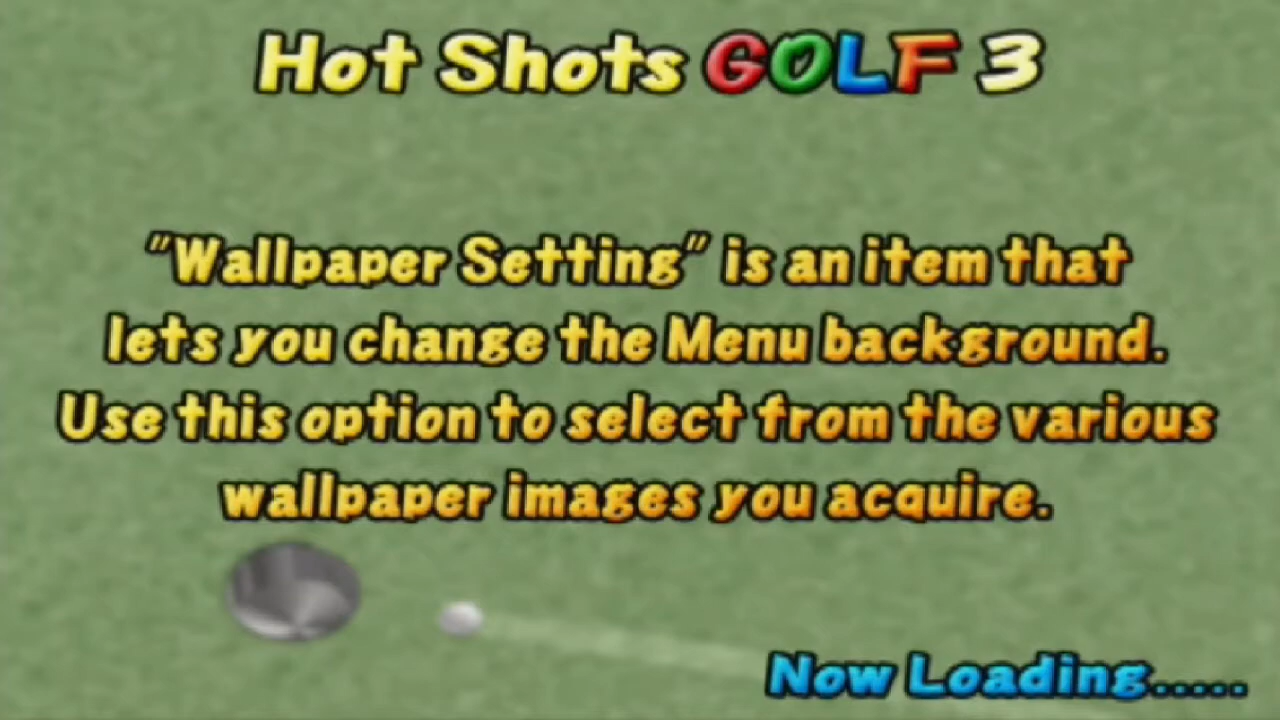 Hot Shots GOLF 3
"Wallpaper Setting" is an item that
lets you change the Menu background.
Use this option to select from the various
wallpaper images you acquire.
Now Loading.....